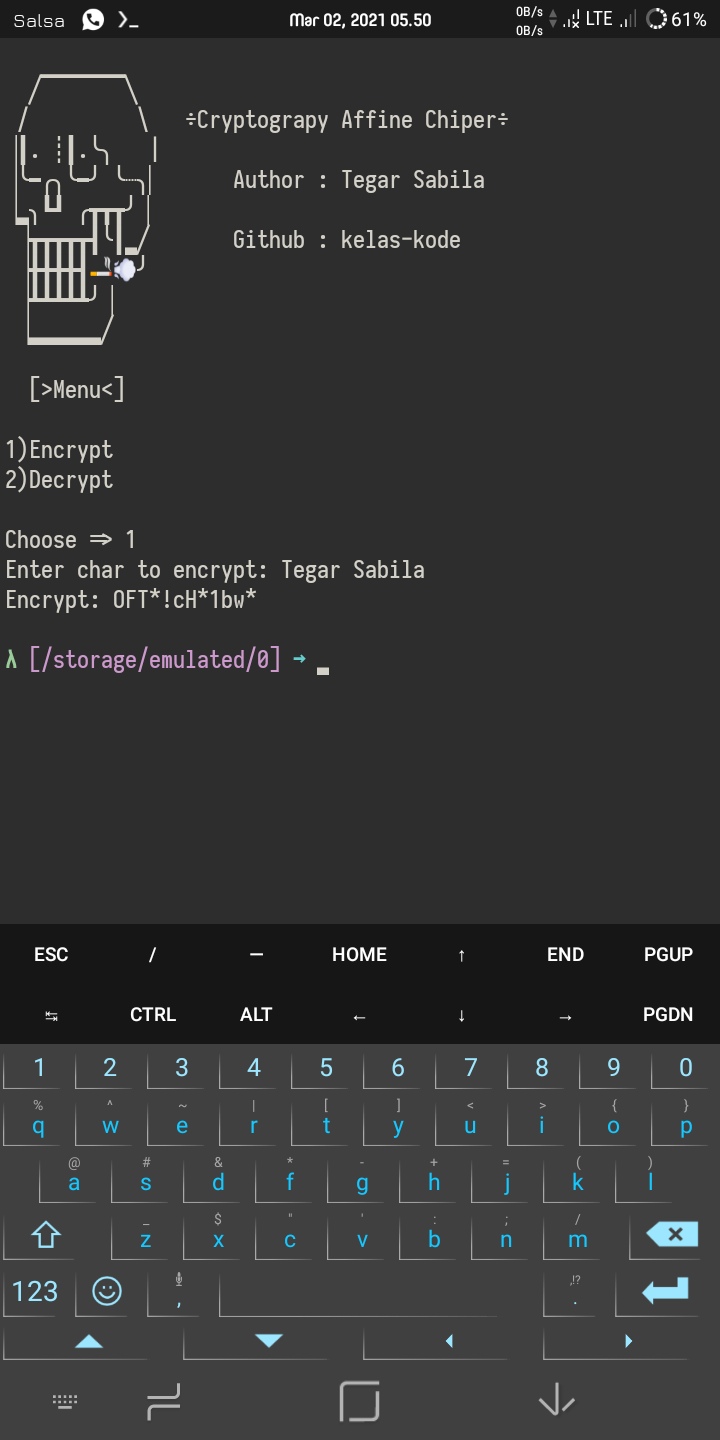 Salsa Mar 02, 2021 05.50 0B/s 0B/s LTE 61%
÷Cryptograpy Affine Chiper÷
Author : Tegar Sabila
Github : kelas-kode
[>Menu<]
1)Encrypt
2)Decrypt
Choose => 1
Enter char to encrypt: Tegar Sabila
Encrypt: OFT*!cH*1bw*
λ [/storage/emulated/0] →
ESC / — HOME ↑ END PGUP
↹ CTRL ALT ← ↓ → PGDN
1 2 3 4 5 6 7 8 9 0
% ^ ~ | [ ] < > { }
q w e r t y u i o p
@ # & * - + = ( )
a s d f g h j k l
_ $ " ' : ; /
z x c v b n m
,!?
123 , .